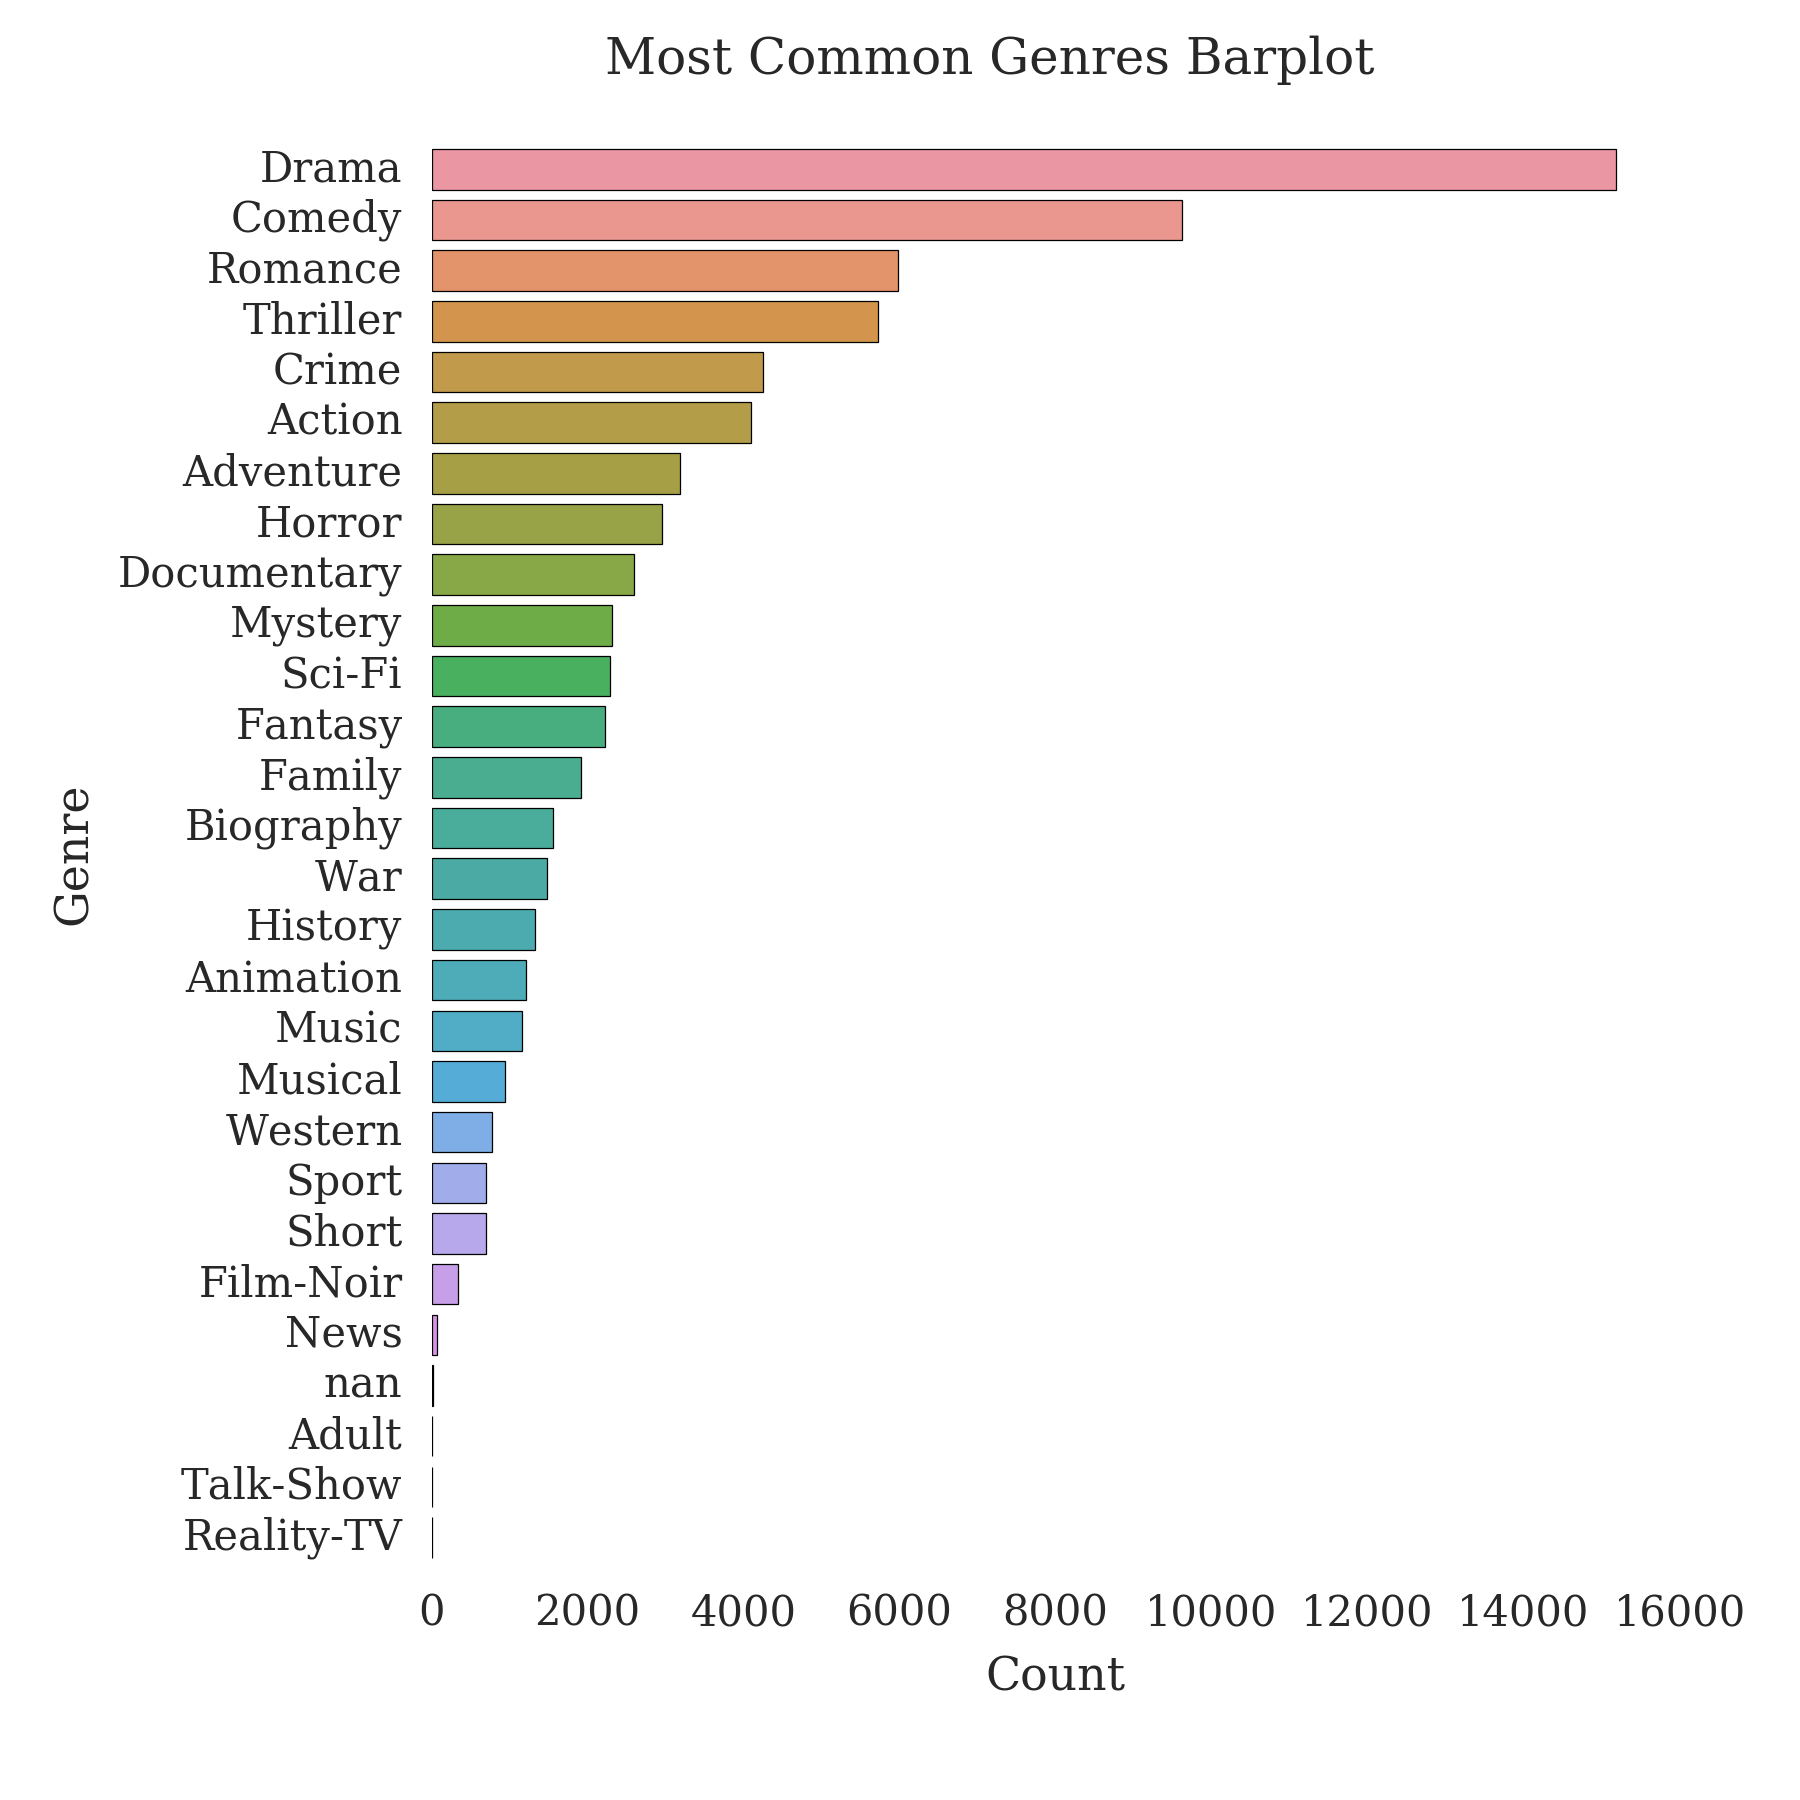 Most Common Genres Barplot
Drama
Comedy
Romance
Thriller
Crime
Action
Adventure
Horror
Documentary
Mystery
Sci-Fi
Fantasy
Family
Biography
War
History
Animation
Music
Musical
Western
Sport
Short
Film-Noir
News
nan
Adult
Talk-Show
Reality-TV
Genre
0 2000 4000 6000 8000 10000 12000 14000 16000
Count